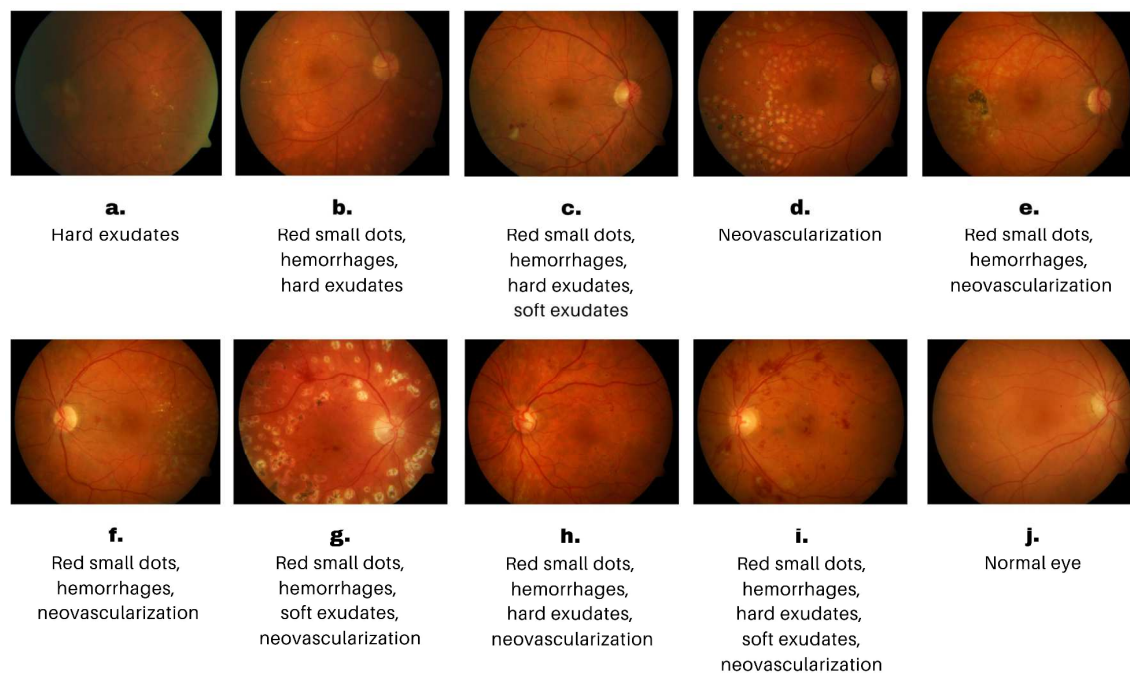 a.
Hard exudates
b.
Red small dots,
hemorrhages,
hard exudates
c.
Red small dots,
hemorrhages,
hard exudates,
soft exudates
d.
Neovascularization
e.
Red small dots,
hemorrhages,
neovascularization
f.
Red small dots,
hemorrhages,
neovascularization
g.
Red small dots,
hemorrhages,
soft exudates,
neovascularization
h.
Red small dots,
hemorrhages,
hard exudates,
neovascularization
i.
Red small dots,
hemorrhages,
hard exudates,
soft exudates,
neovascularization
j.
Normal eye